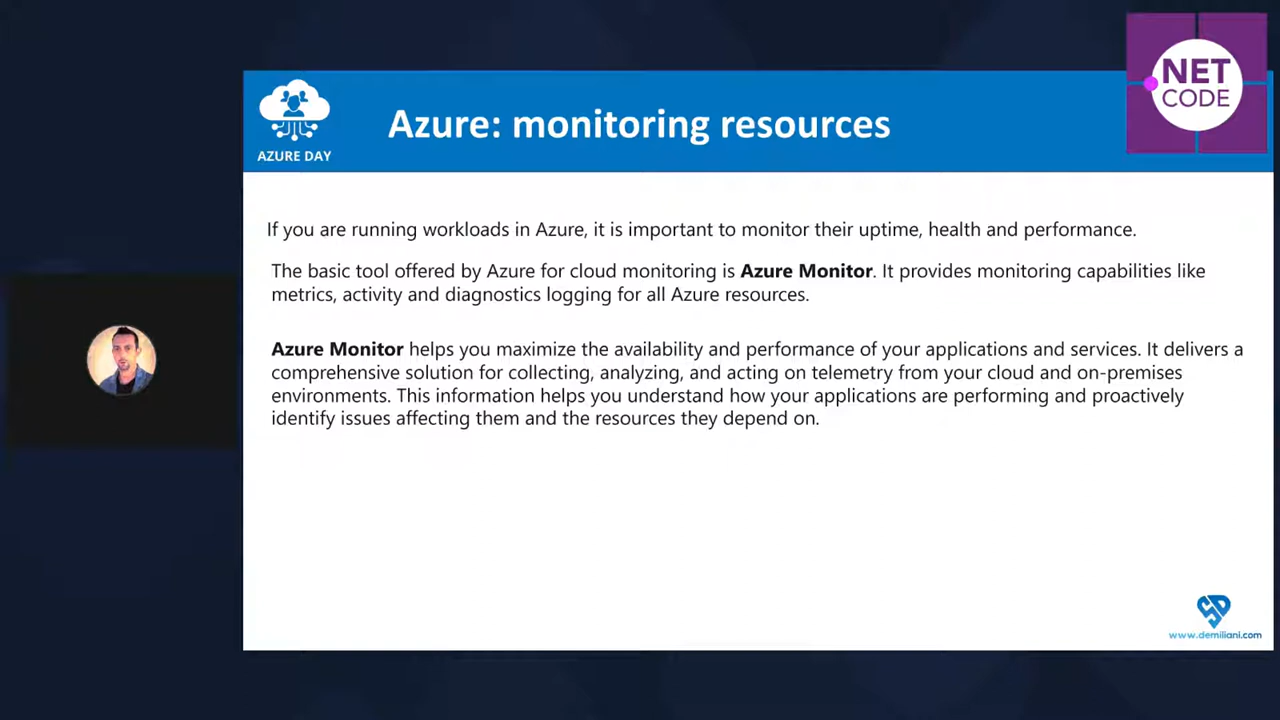 NET
CODE
AZURE DAY
Azure: monitoring resources
If you are running workloads in Azure, it is important to monitor their uptime, health and performance.
The basic tool offered by Azure for cloud monitoring is Azure Monitor. It provides monitoring capabilities like
metrics, activity and diagnostics logging for all Azure resources.
Azure Monitor helps you maximize the availability and performance of your applications and services. It delivers a
comprehensive solution for collecting, analyzing, and acting on telemetry from your cloud and on-premises
environments. This information helps you understand how your applications are performing and proactively
identify issues affecting them and the resources they depend on.
www.demiliani.com